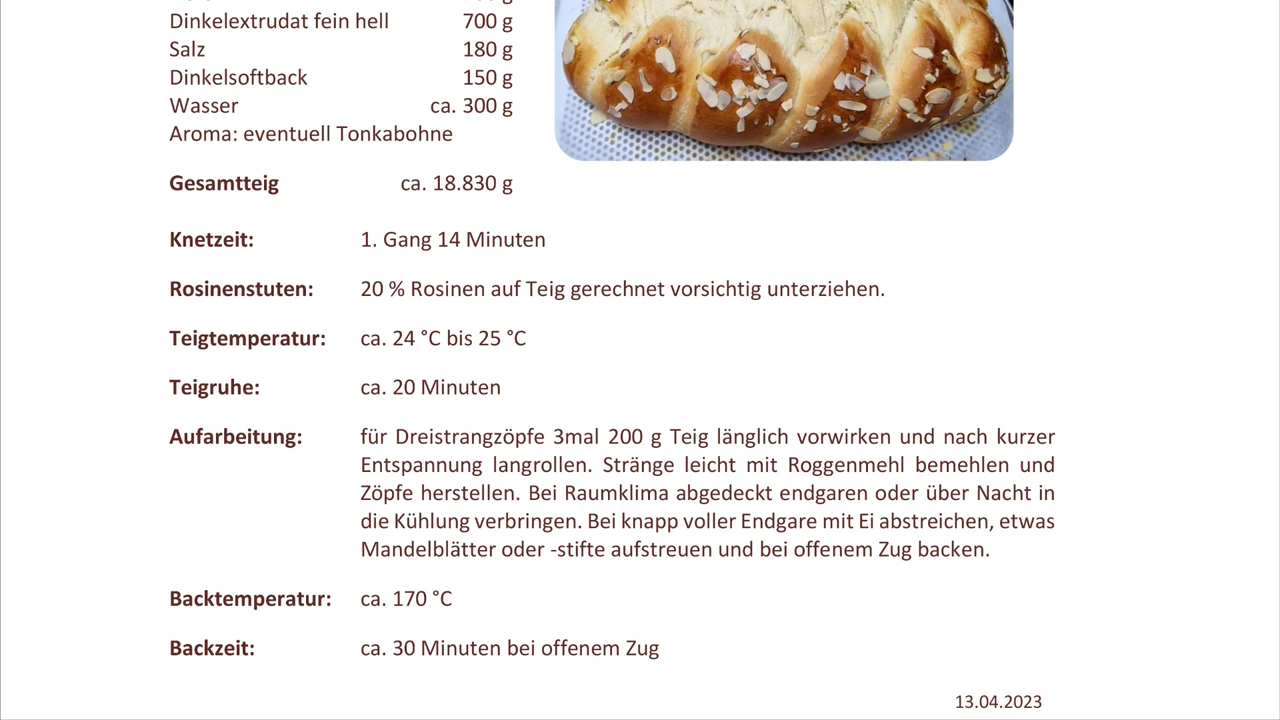 Dinkelextrudat fein hell 700 g
Salz 180 g
Dinkelsoftback 150 g
Wasser ca. 300 g
Aroma: eventuell Tonkabohne
Gesamtteig ca. 18.830 g
Knetzeit: 1. Gang 14 Minuten
Rosinenstuten: 20 % Rosinen auf Teig gerechnet vorsichtig unterziehen.
Teigtemperatur: ca. 24 °C bis 25 °C
Teigruhe: ca. 20 Minuten
Aufarbeitung: für Dreistrangzöpfe 3mal 200 g Teig länglich vorwirken und nach kurzer
Entspannung langrollen. Stränge leicht mit Roggenmehl bemehlen und
Zöpfe herstellen. Bei Raumklima abgedeckt endgaren oder über Nacht in
die Kühlung verbringen. Bei knapp voller Endgare mit Ei abstreichen, etwas
Mandelblätter oder -stifte aufstreuen und bei offenem Zug backen.
Backtemperatur: ca. 170 °C
Backzeit: ca. 30 Minuten bei offenem Zug
13.04.2023